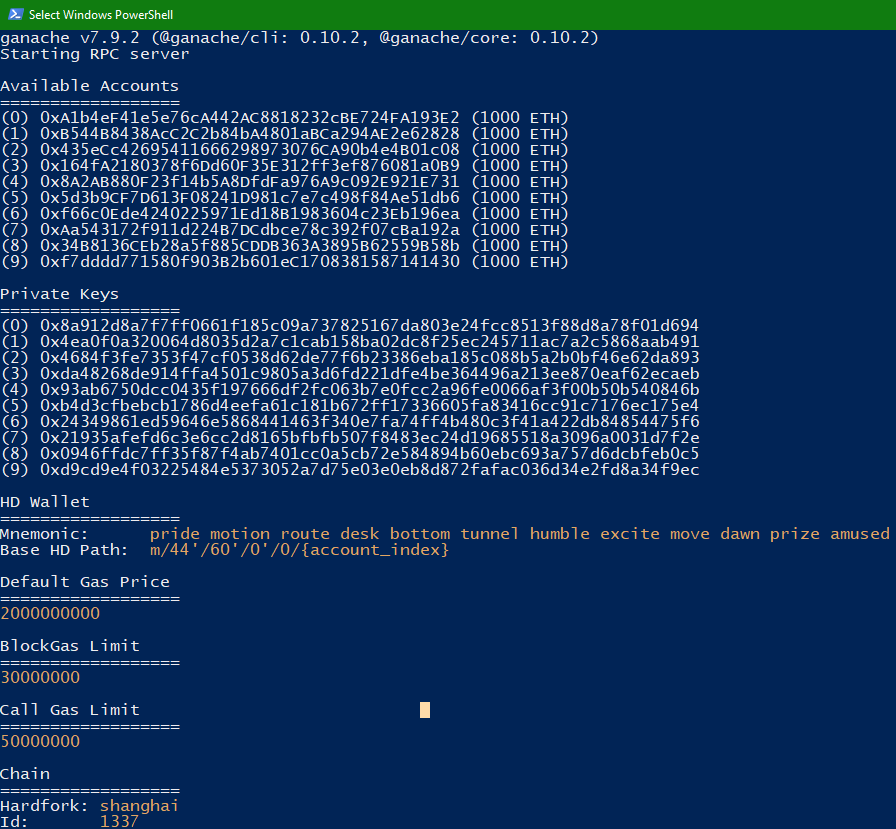 Select Windows PowerShell
ganache v7.9.2 (@ganache/cli: 0.10.2, @ganache/core: 0.10.2)
Starting RPC server
Available Accounts
==================
(0) 0xA1b4eF41e5e76cA442AC8818232cBE724FA193E2 (1000 ETH)
(1) 0xB544B8438AcC2C2b84bA4801aBCa294AE2e62828 (1000 ETH)
(2) 0x435eCc42695411666298973076CA90b4e4B01c08 (1000 ETH)
(3) 0x164fA2180378f6Dd60F35E312ff3ef876081a0B9 (1000 ETH)
(4) 0x8A2AB880F23f14b5A8DfdFa976A9c092E921E731 (1000 ETH)
(5) 0x5d3b9CF7D613F08241D981c7e7c498f84Ae51db6 (1000 ETH)
(6) 0xf66c0Ede4240225971Ed18B1983604c23Eb196ea (1000 ETH)
(7) 0xAa543172f911d224B7DCdbce78c392f07cBa192a (1000 ETH)
(8) 0x34B8136CEb28a5f885CDDB363A3895B62559B58b (1000 ETH)
(9) 0xf7dddd771580f903B2b601eC1708381587141430 (1000 ETH)
Private Keys
==================
(0) 0x8a912d8a7f7ff0661f185c09a737825167da803e24fcc8513f88d8a78f01d694
(1) 0x4ea0f0a320064d8035d2a7c1cab158ba02dc8f25ec245711ac7a2c5868aab491
(2) 0x4684f3fe7353f47cf0538d62de77f6b23386eba185c088b5a2b0bf46e62da893
(3) 0xda48268de914ffa4501c9805a3d6fd221dfe4be364496a213ee870eaf62ecaeb
(4) 0x93ab6750dcc0435f197666df2fc063b7e0fcc2a96fe0066af3f00b50b540846b
(5) 0xb4d3cfbebcb1786d4eefa61c181b672ff17336605fa83416cc91c7176ec175e4
(6) 0x24349861ed59646e5868441463f340e7fa74ff4b480c3f41a422db84854475f6
(7) 0x21935afefd6c3e6cc2d8165bfbfb507f8483ec24d19685518a3096a0031d7f2e
(8) 0x0946ffdc7ff35f87f4ab7401cc0a5cb72e584894b60ebc693a757d6dcbfeb0c5
(9) 0xd9cd9e4f03225484e5373052a7d75e03e0eb8d872fafac036d34e2fd8a34f9ec
HD Wallet
==================
Mnemonic:      pride motion route desk bottom tunnel humble excite move dawn prize amused
Base HD Path:  m/44'/60'/0'/0/{account_index}
Default Gas Price
==================
2000000000
BlockGas Limit
==================
30000000
Call Gas Limit
==================
50000000
Chain
==================
Hardfork: shanghai
Id:       1337